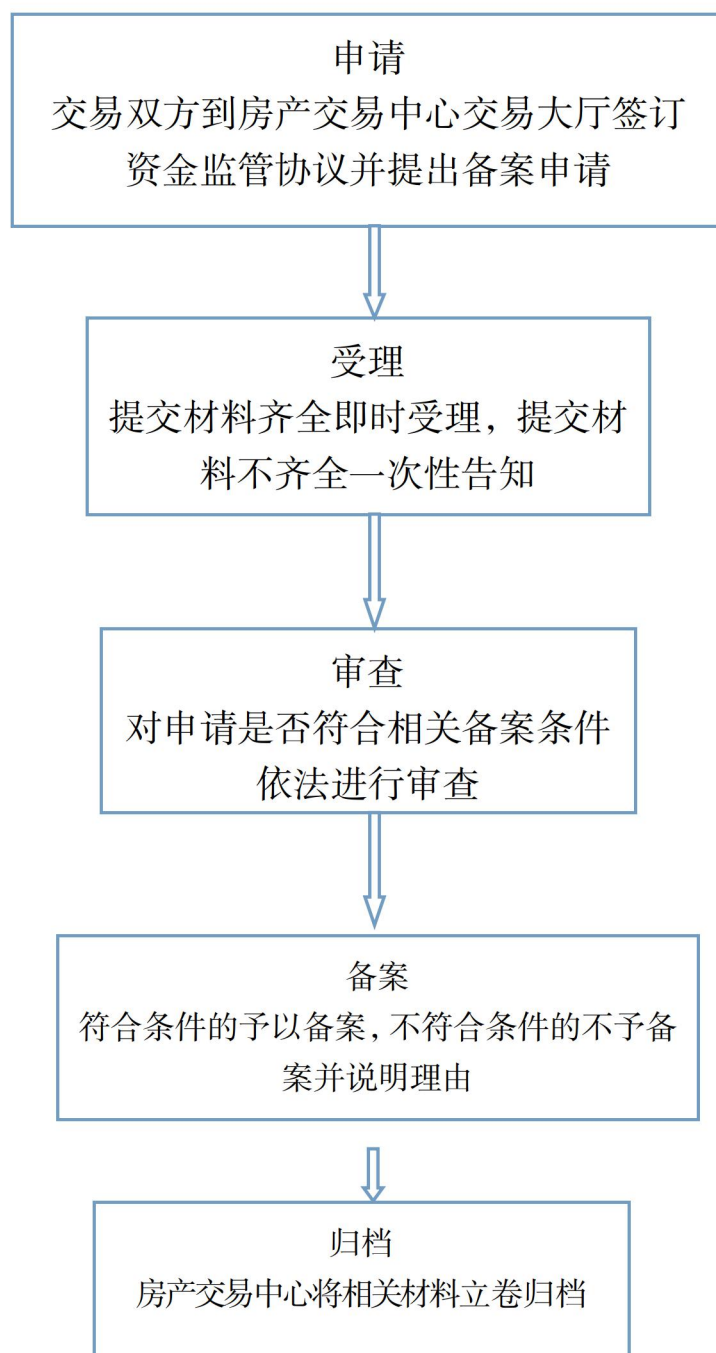 申请
交易双方到房产交易中心交易大厅签订
资金监管协议并提出备案申请
受理
提交材料齐全即时受理，提交材
料不齐全一次性告知
审查
对申请是否符合相关备案条件
依法进行审查
备案
符合条件的予以备案，不符合条件的不予备
案并说明理由
归档
房产交易中心将相关材料立卷归档